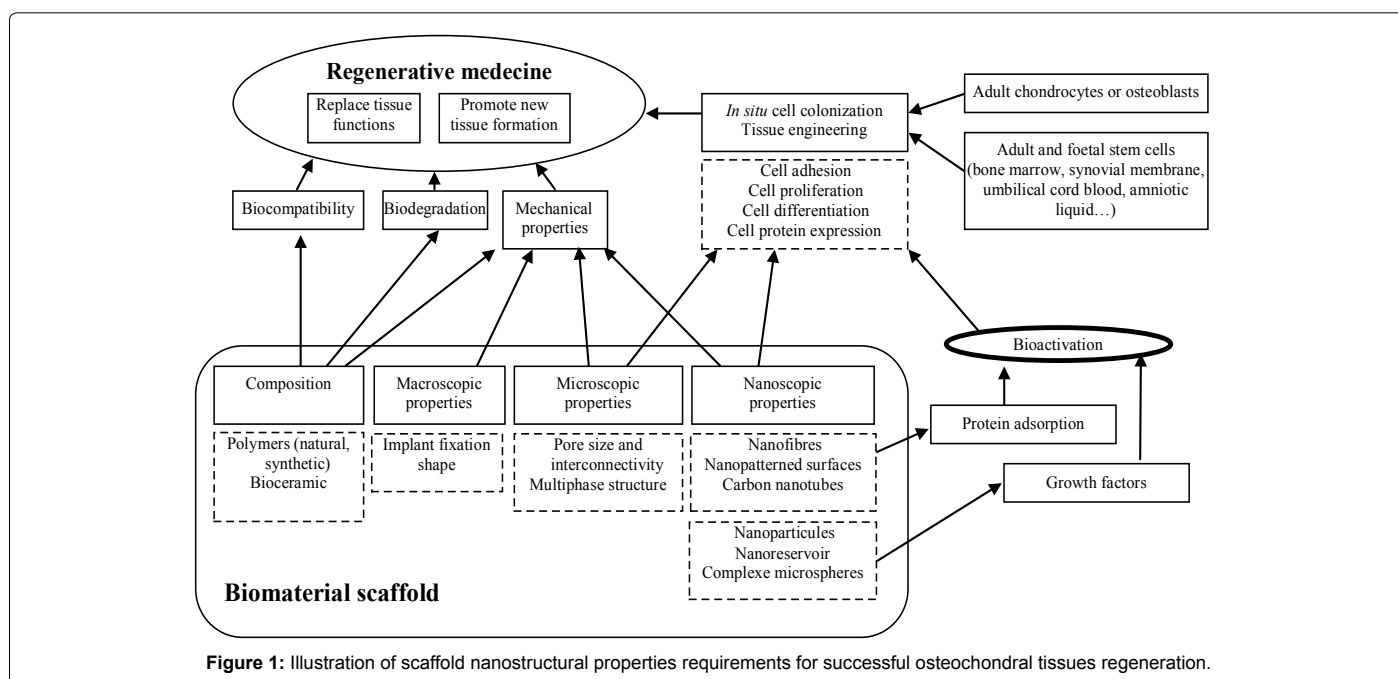 Regenerative medecine
Replace tissue
functions
Promote new
tissue formation
In situ cell colonization
Tissue engineering
Adult chondrocytes or osteoblasts
Adult and foetal stem cells
(bone marrow, synovial membrane,
umbilical cord blood, amniotic
liquid…)
Cell adhesion
Cell proliferation
Cell differentiation
Cell protein expression
Biocompatibility
Biodegradation
Mechanical
properties
Bioactivation
Composition
Macroscopic
properties
Microscopic
properties
Nanoscopic
properties
Protein adsorption
Polymers (natural,
synthetic)
Bioceramic
Implant fixation
shape
Pore size and
interconnectivity
Multiphase structure
Nanofibres
Nanopatterned surfaces
Carbon nanotubes
Growth factors
Nanoparticules
Nanoreservoir
Complexe microspheres
Biomaterial scaffold
Figure 1: Illustration of scaffold nanostructural properties requirements for successful osteochondral tissues regeneration.